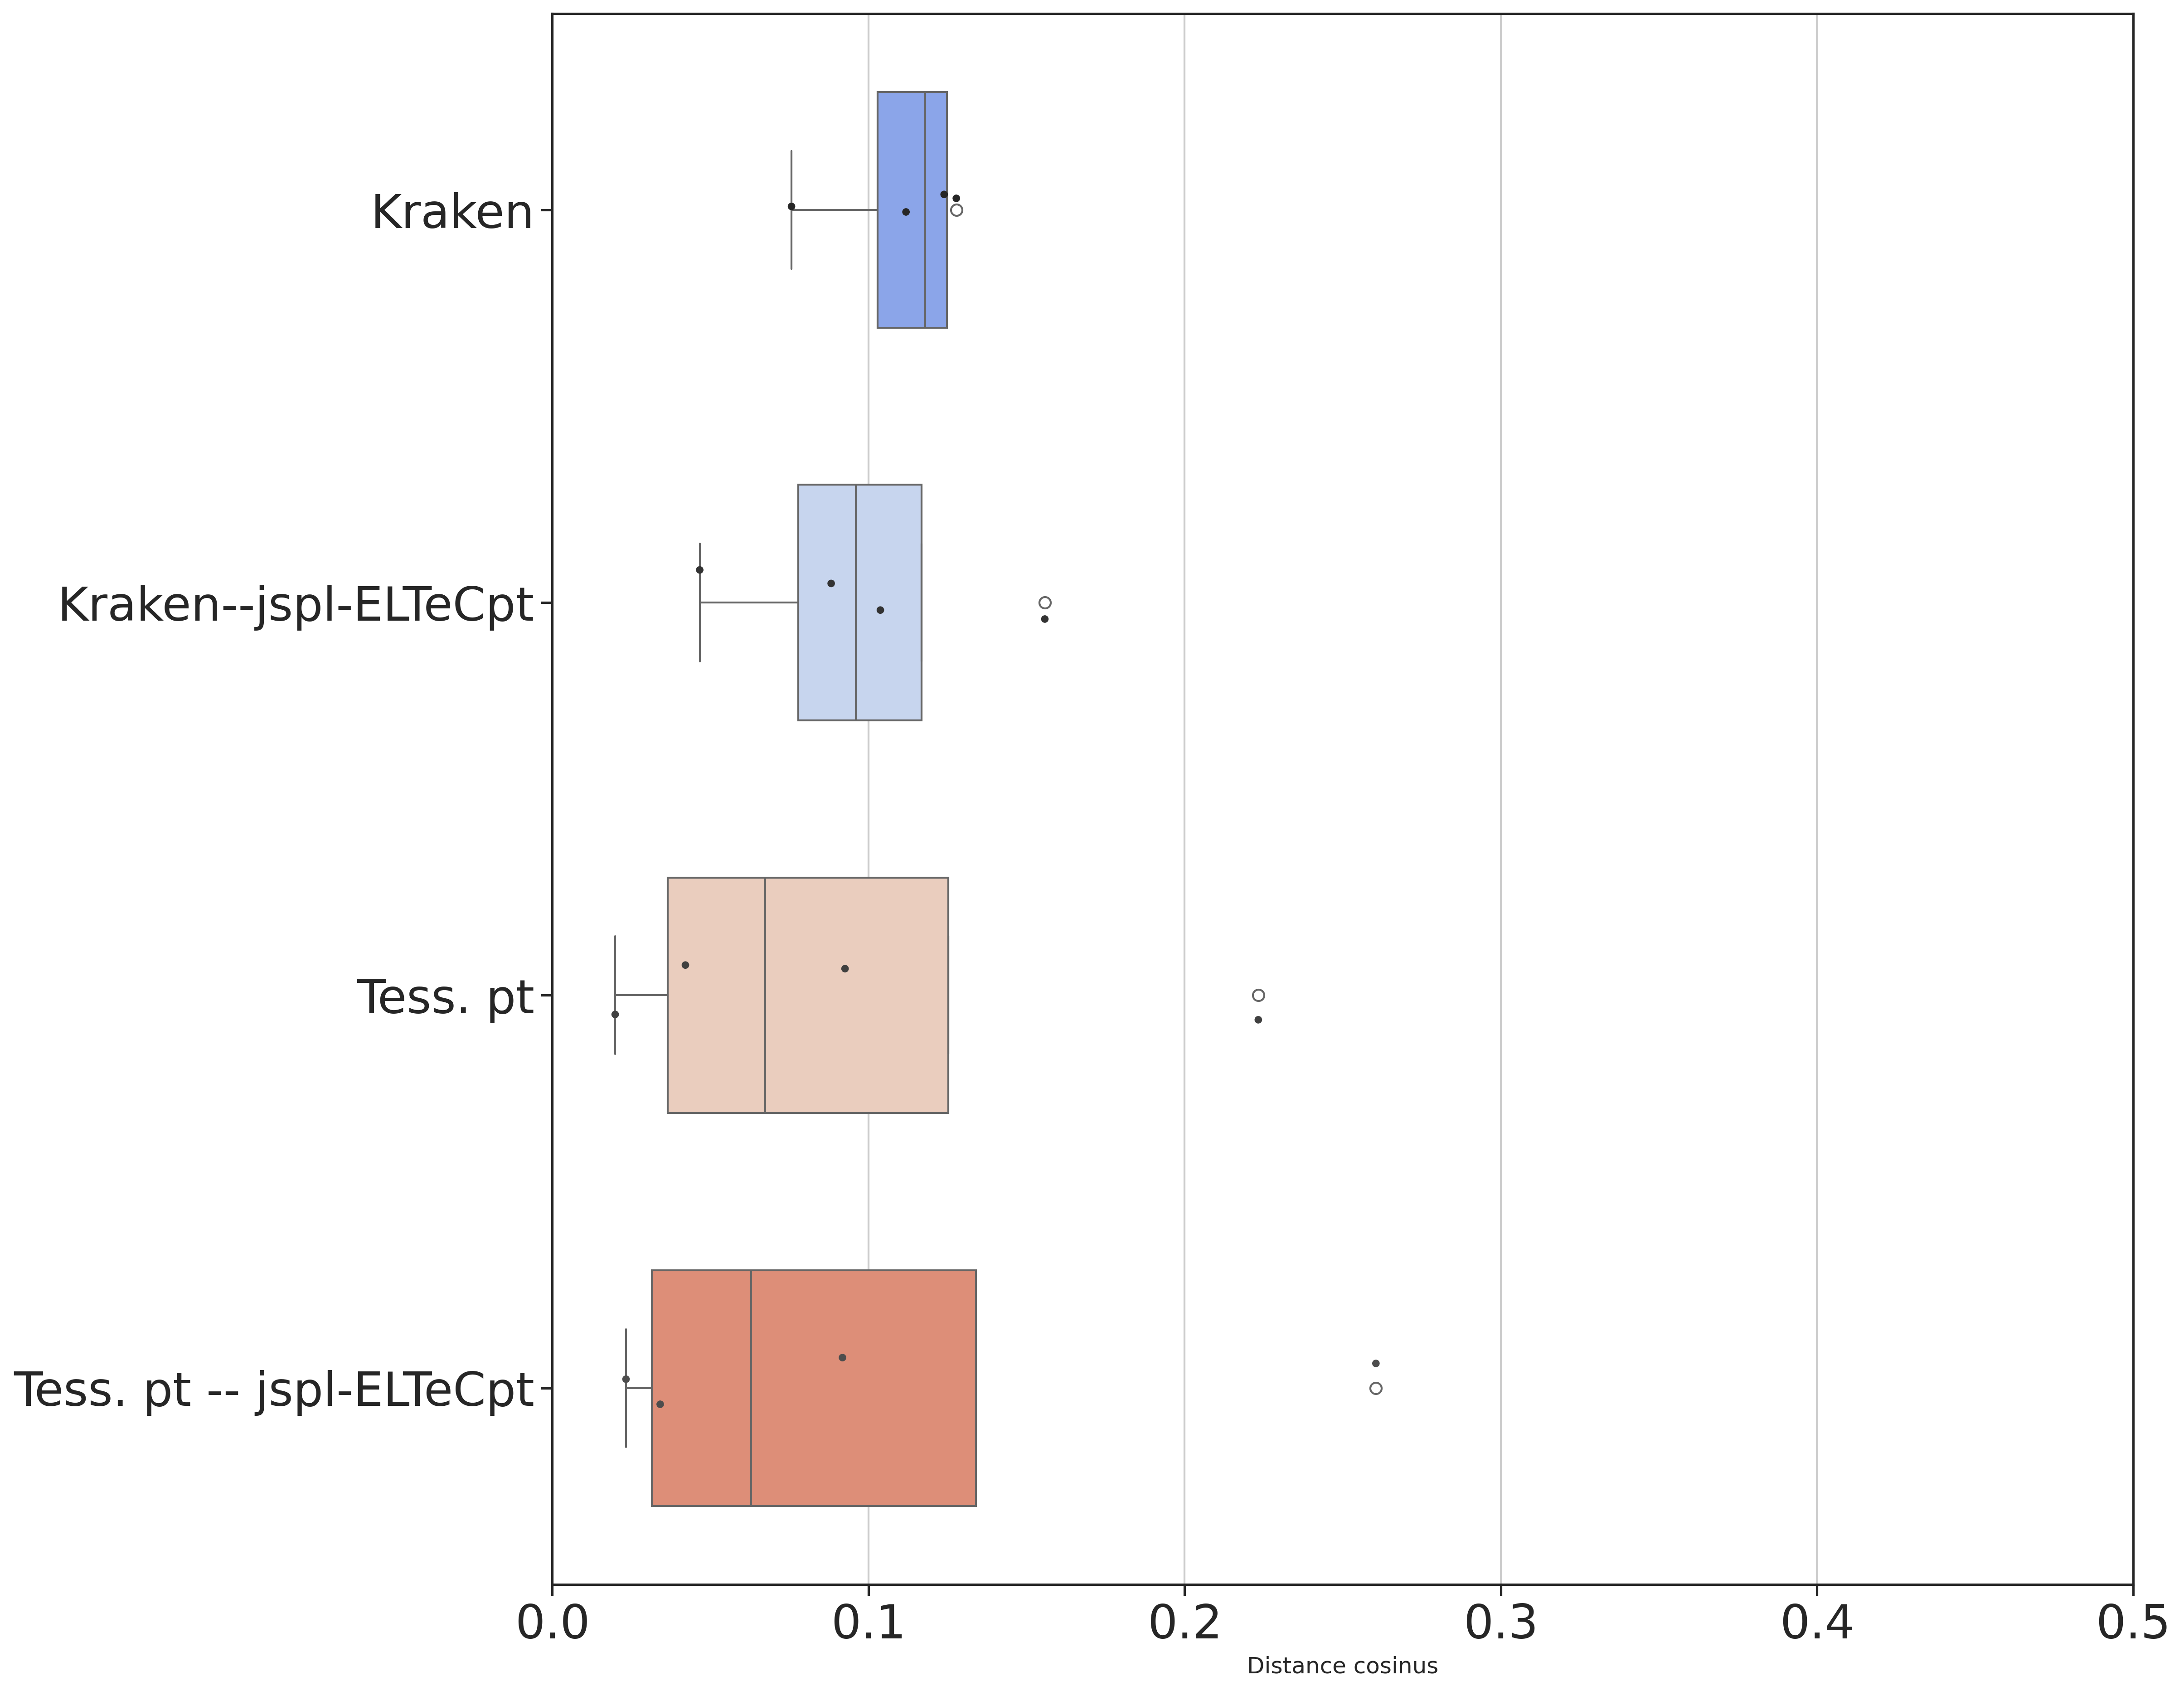 Kraken
Kraken--jspl-ELTeCpt
Tess. pt
Tess. pt -- jspl-ELTeCpt
0.0 0.1 0.2 0.3 0.4 0.5
Distance cosinus